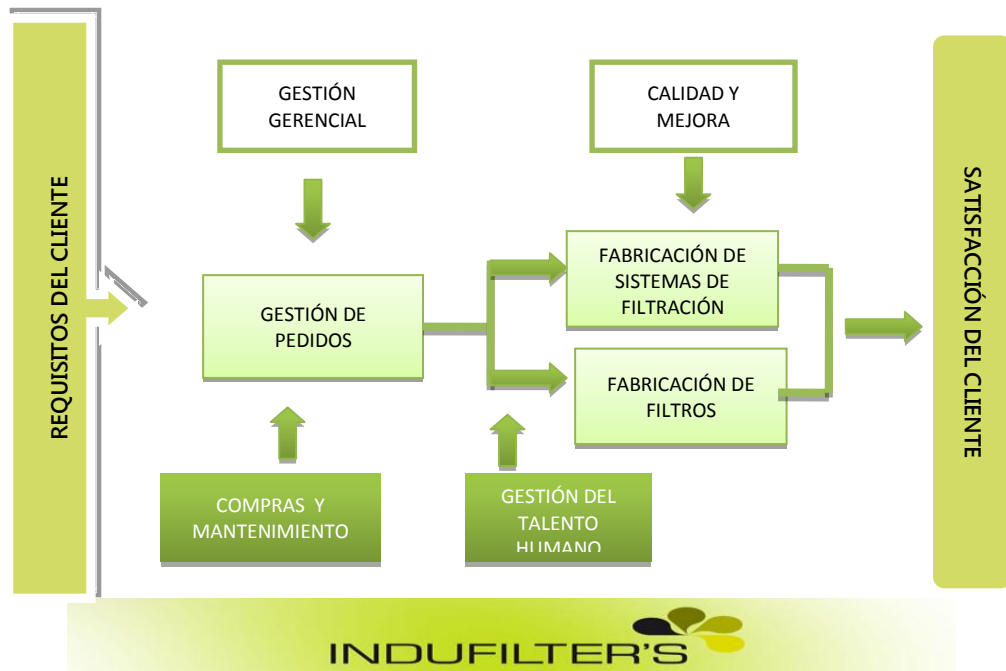 REQUISITOS DEL CLIENTE
GESTIÓN
GERENCIAL
CALIDAD Y
MEJORA
GESTIÓN DE
PEDIDOS
FABRICACIÓN DE
SISTEMAS DE
FILTRACIÓN
FABRICACIÓN DE
FILTROS
COMPRAS Y
MANTENIMIENTO
GESTIÓN DEL
TALENTO
HUMANO
SATISFACCIÓN DEL CLIENTE
INDUFILTER'S